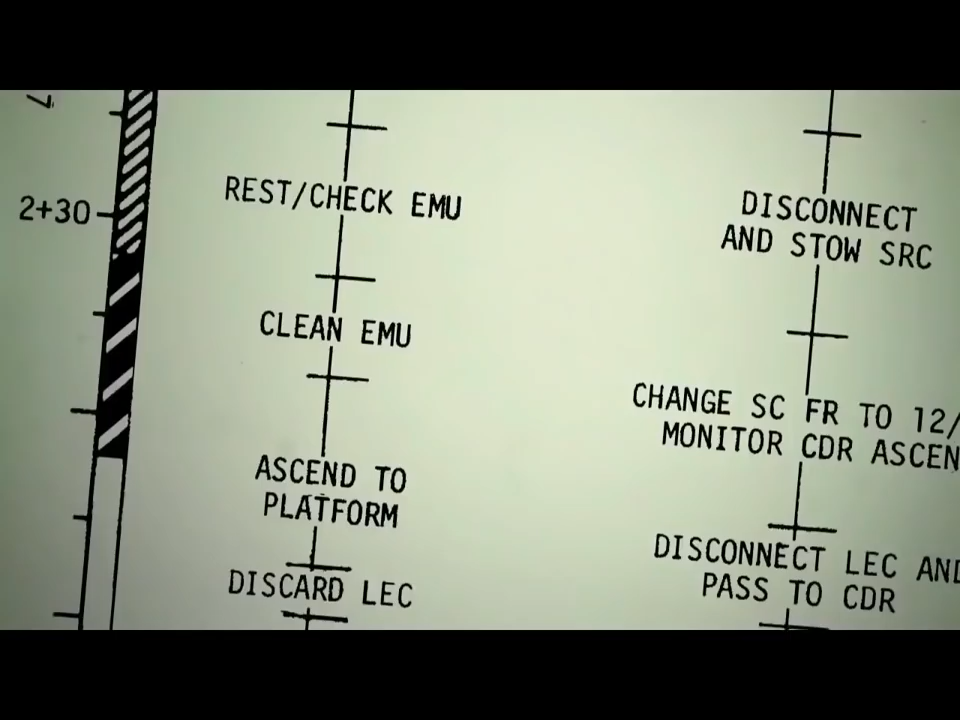 7
2+30
REST/CHECK EMU
CLEAN EMU
ASCEND TO
PLATFORM
DISCARD LEC
DISCONNECT
AND STOW SRC
CHANGE SC FR TO 12/
MONITOR CDR ASCEN
DISCONNECT LEC AND
PASS TO CDR